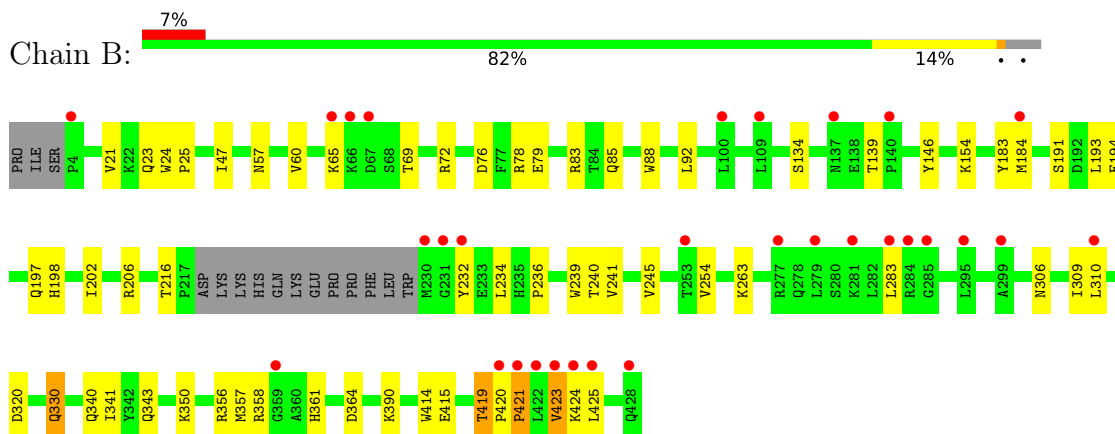 7%
Chain B:
82% 14% • •
PRO ILE SER P4 V21 K22 Q23 W24 P25 I47 N57 V60 K65 K66 D67 S68 T69 R72 D76 F77 R78 E79 R83 T84 Q85 W88 L92 L100 L109 S134 N137 E138 T139 P140 Y146 K154 Y183 M184 S191 D192 L193 E194
Q197 H198 I202 R206 T216 P217 ASP LYS LYS HIS GLN LYS GLU PRO PRO PHE LEU TRP M230 G231 Y232 E233 L234 H235 P236 W239 T240 V241 V245 T253 V254 K263 R277 Q278 L279 S280 K281 L282 L283 R284 G285 L295 A299 N306 I309 L310
D320 Q330 Q340 I341 Y342 Q343 K350 R356 M357 R358 G359 A360 H361 D364 K390 W414 E415 T419 P420 P421 L422 V423 K424 L425 Q428